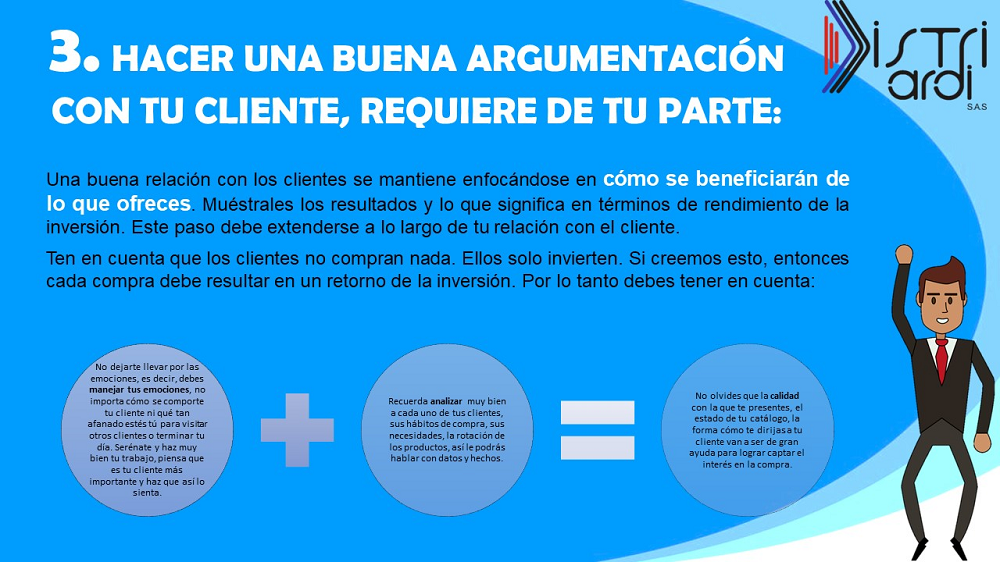 3. HACER UNA BUENA ARGUMENTACIÓN
CON TU CLIENTE, REQUIERE DE TU PARTE:
DiSTri
ardi
S.A.S
Una buena relación con los clientes se mantiene enfocándose en cómo se beneficiarán de
lo que ofreces. Muéstrales los resultados y lo que significa en términos de rendimiento de la
inversión. Este paso debe extenderse a lo largo de tu relación con el cliente.
Ten en cuenta que los clientes no compran nada. Ellos solo invierten. Si creemos esto, entonces
cada compra debe resultar en un retorno de la inversión. Por lo tanto debes tener en cuenta:
No dejarte llevar por las
emociones, es decir, debes
manejar tus emociones, no
importa cómo se comporte
tu cliente ni qué tan
afanado estés tú para visitar
otros clientes o terminar tu
día. Serénate y haz muy
bien tu trabajo, piensa que
es tu cliente más
importante y haz que así lo
sienta.
Recuerda analizar muy bien
a cada uno de tus clientes,
sus hábitos de compra, sus
necesidades, la rotación de
los productos, así le podrás
hablar con datos y hechos.
No olvides que la calidad
con la que te presentes, el
estado de tu catálogo, la
forma cómo te dirijas a tu
cliente van a ser de gran
ayuda para lograr captar el
interés en la compra.